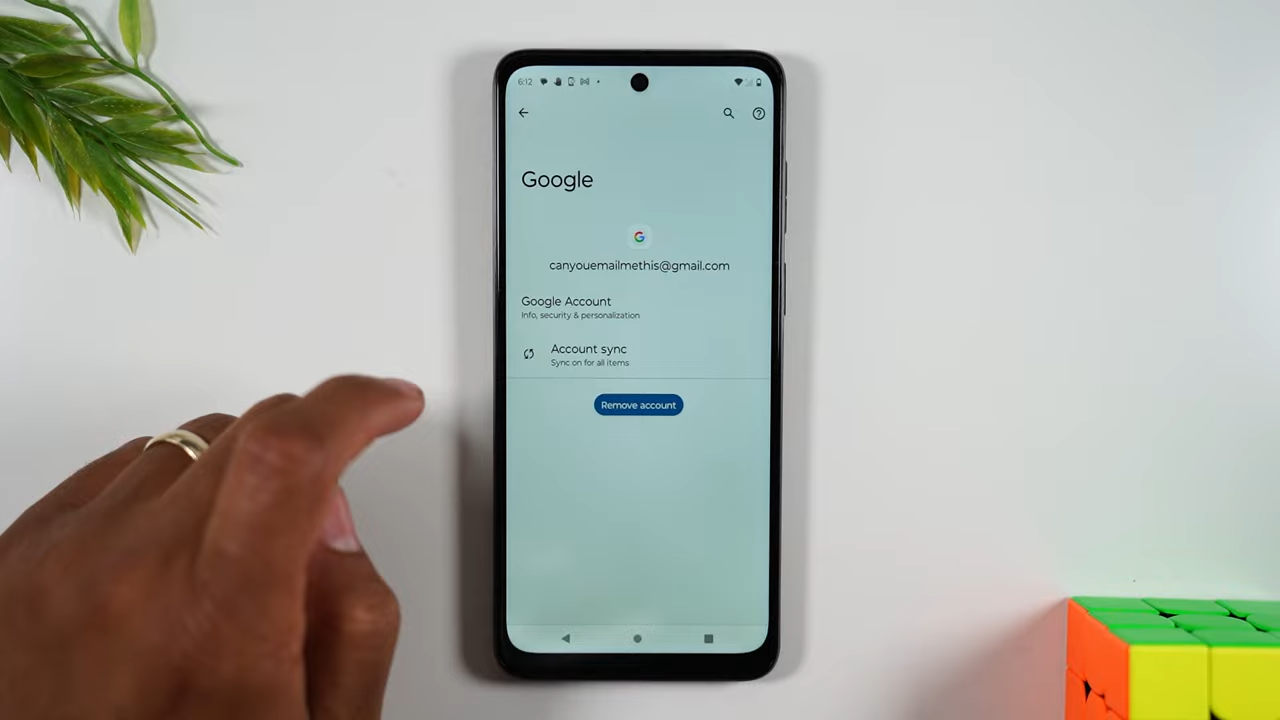 6:12
Google
G
canyouemailmethis@gmail.com
Google Account
Info, security & personalization
Account sync
Sync on for all items
Remove account